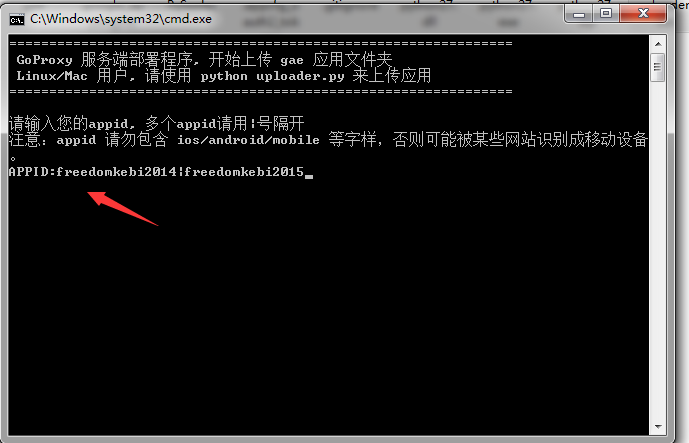 C:\Windows\system32\cmd.exe
===============================================================
GoProxy 服务端部署程序, 开始上传 gae 应用文件夹
Linux/Mac 用户, 请使用 python uploader.py 来上传应用
===============================================================
请输入您的appid, 多个appid请用|号隔开
注意: appid 请勿包含 ios/android/mobile 等字样，否则可能被某些网站识别成移动设备
。
APPID:freedomkebi2014|freedomkebi2015